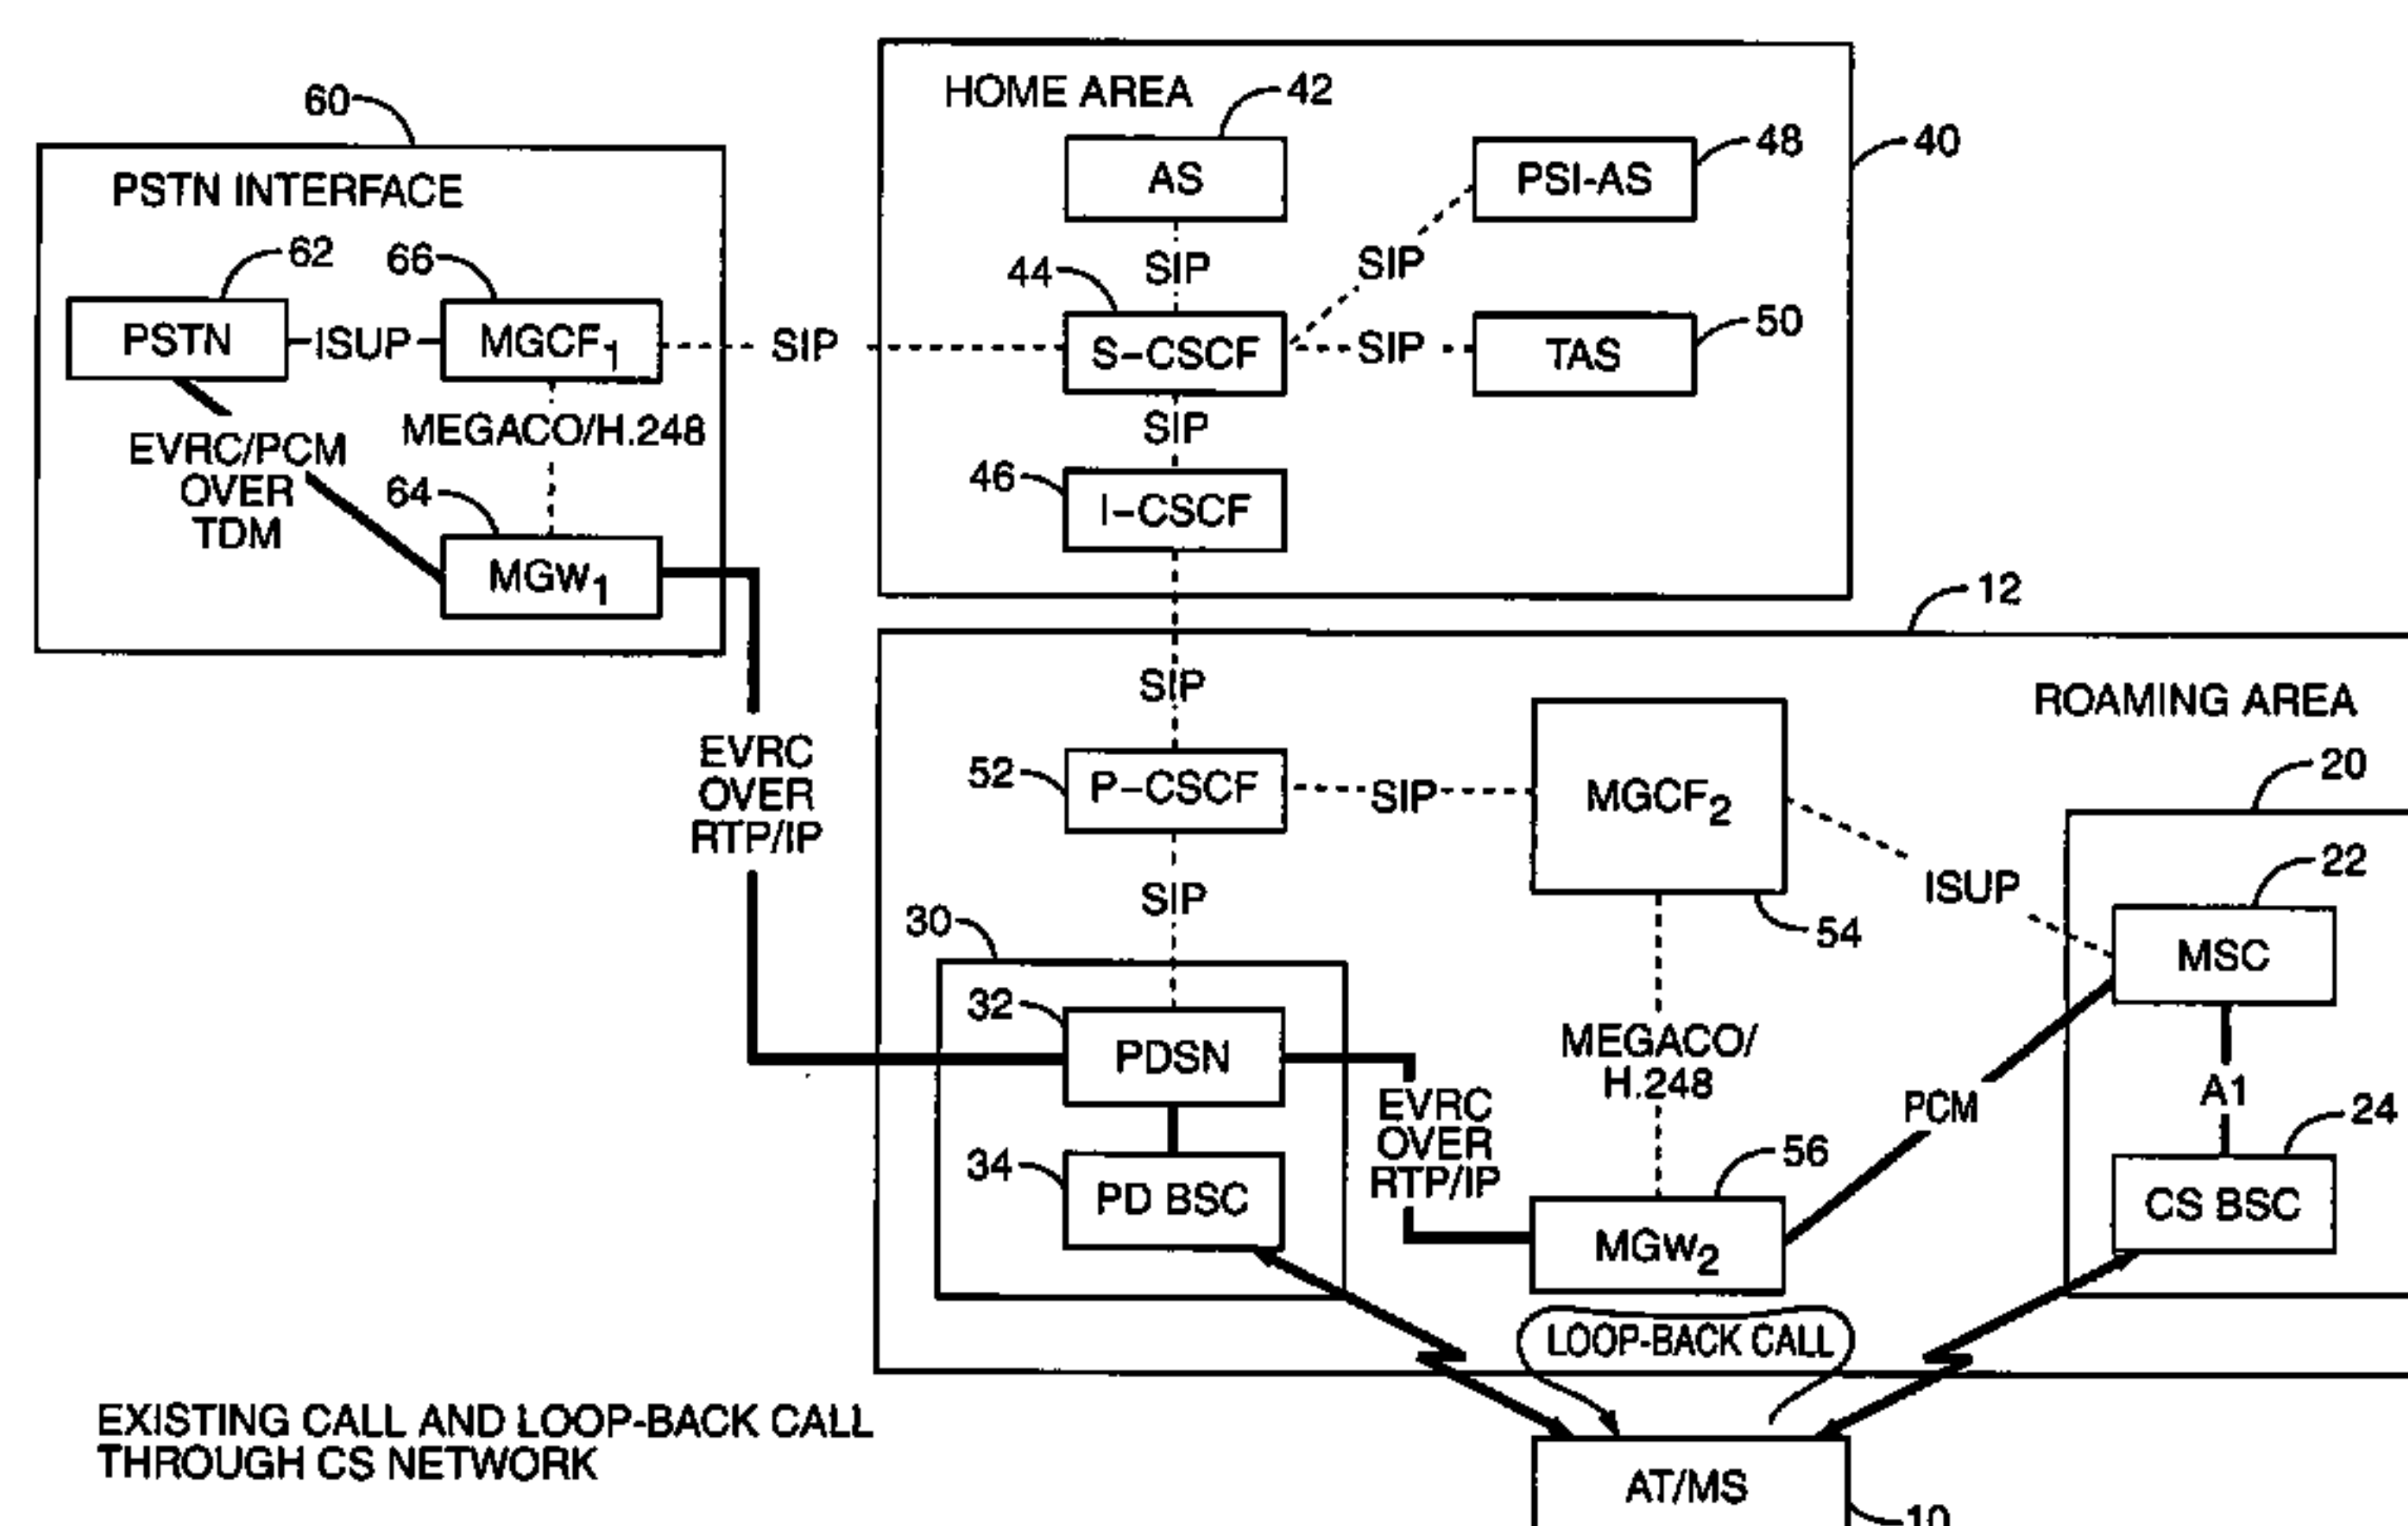 HOME AREA
42
48
40
AS
PSI-AS
SIP
SIP
44
50
S-CSCF
SIP
TAS
SIP
46
I-CSCF
60
PSTN INTERFACE
62
66
PSTN
ISUP
MGCF1
SIP
MEGACO/H.248
EVRC/PCM
OVER
TDM
64
MGW1
EVRC
OVER
RTP/IP
12
SIP
ROAMING AREA
52
P-CSCF
SIP
MGCF2
54
20
22
ISUP
MSC
SIP
30
32
PDSN
34
PD BSC
EVRC
OVER
RTP/IP
MEGACO/
H.248
56
MGW2
PCM
A1
24
CS BSC
LOOP-BACK CALL
AT/MS
10
EXISTING CALL AND LOOP-BACK CALL
THROUGH CS NETWORK